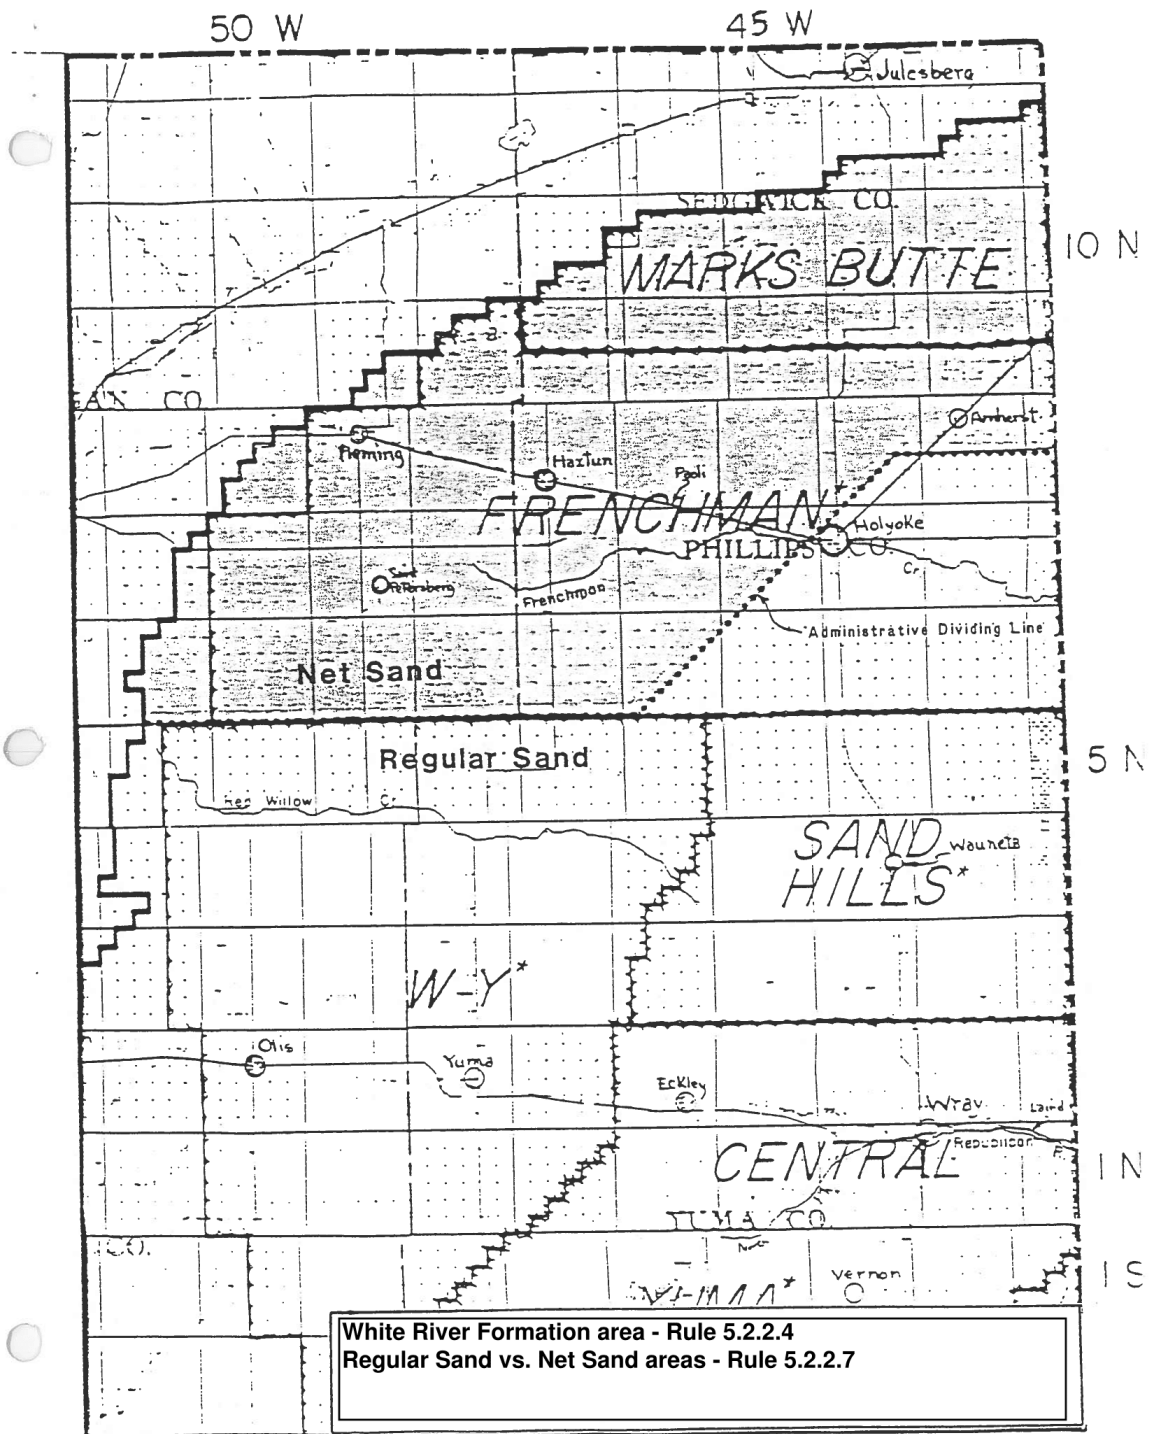 50 W 45 W
Julesberg
SEDGWICK CO.
10 N
MARKS BUTTE
CO.
Amherst
Fleming
Haxtun
Paoli
FRENCHMAN
Holyoke
PHILLIPS CO.
Saint
Petersberg
Frenchman
Cr.
Administrative Dividing Line
Net Sand
Regular Sand
5 N
Red Willow Cr.
SAND
Wauneta
HILLS*
W-Y*
Otis
Yuma
Eckley
Wray
Laird
Republican R.
CENTRAL
1 N
YUMA CO.
CO.
Vernon
1 S
White River Formation area - Rule 5.2.2.4
Regular Sand vs. Net Sand areas - Rule 5.2.2.7